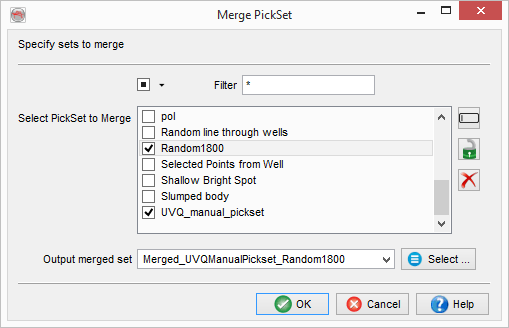 Merge PickSet
Specify sets to merge
Filter *
Select PickSet to Merge
pol
Random line through wells
Random1800
Selected Points from Well
Shallow Bright Spot
Slumped body
UVQ_manual_pickset
Output merged set Merged_UVQManualPickset_Random1800 Select ...
OK Cancel Help